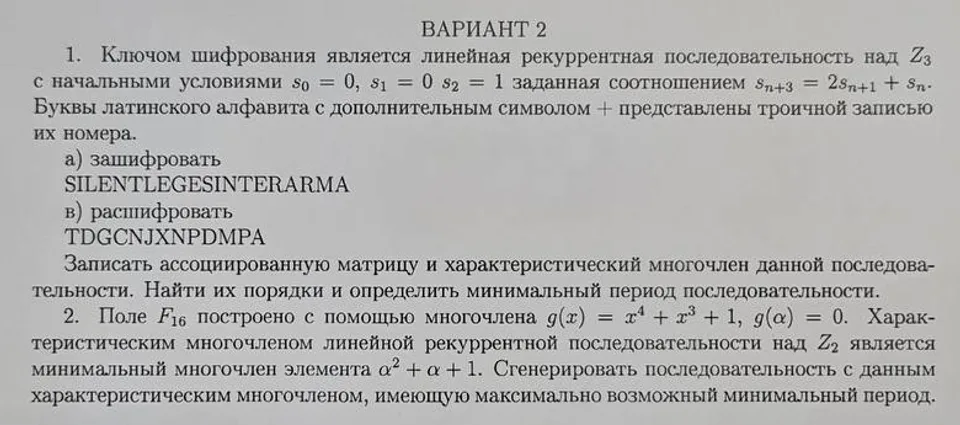 ВАРИАНТ 2
1. Ключом шифрования является линейная рекуррентная последовательность над Z₃
с начальными условиями s₀ = 0, s₁ = 0 s₂ = 1 заданная соотношением sₙ₊₃ = 2sₙ₊₁ + sₙ.
Буквы латинского алфавита с дополнительным символом + представлены троичной записью
их номера.
а) зашифровать
SILENTLEGESINTERARMA
в) расшифровать
TDGCNJXNPDMPA
Записать ассоциированную матрицу и характеристический многочлен данной последова-
тельности. Найти их порядки и определить минимальный период последовательности.
2. Поле F₁₆ построено с помощью многочлена g(x) = x⁴ + x³ + 1, g(α) = 0. Харак-
теристическим многочленом линейной рекуррентной последовательности над Z₂ является
минимальный многочлен элемента α² + α + 1. Сгенерировать последовательность с данным
характеристическим многочленом, имеющую максимально возможный минимальный период.